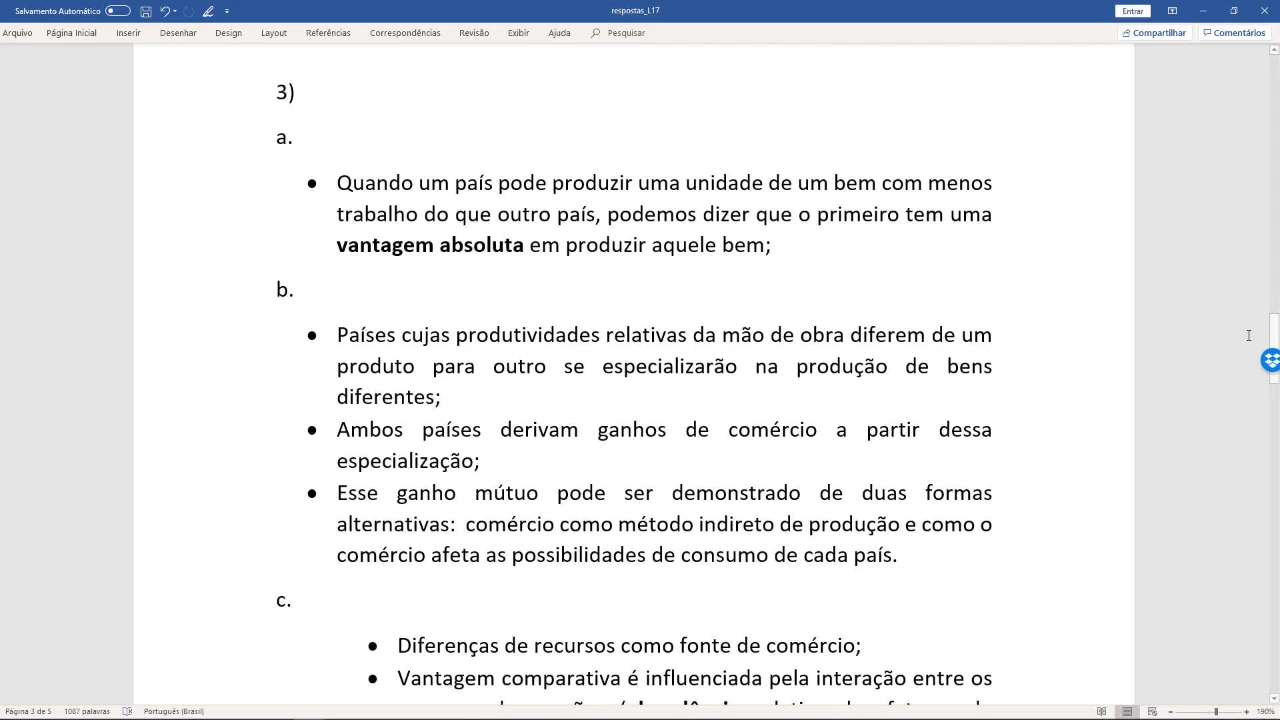 Salvamento Automático
respostas_L17
Entrar
Arquivo Página Inicial Inserir Desenhar Design Layout Referências Correspondências Revisão Exibir Ajuda Pesquisar Compartilhar Comentários
3)
a.
• Quando um país pode produzir uma unidade de um bem com menos
trabalho do que outro país, podemos dizer que o primeiro tem uma
vantagem absoluta em produzir aquele bem;
b.
• Países cujas produtividades relativas da mão de obra diferem de um
produto para outro se especializarão na produção de bens
diferentes;
• Ambos países derivam ganhos de comércio a partir dessa
especialização;
• Esse ganho mútuo pode ser demonstrado de duas formas
alternativas: comércio como método indireto de produção e como o
comércio afeta as possibilidades de consumo de cada país.
c.
• Diferenças de recursos como fonte de comércio;
• Vantagem comparativa é influenciada pela interação entre os
Página 3 de 5 1087 palavras Português (Brasil) 190%